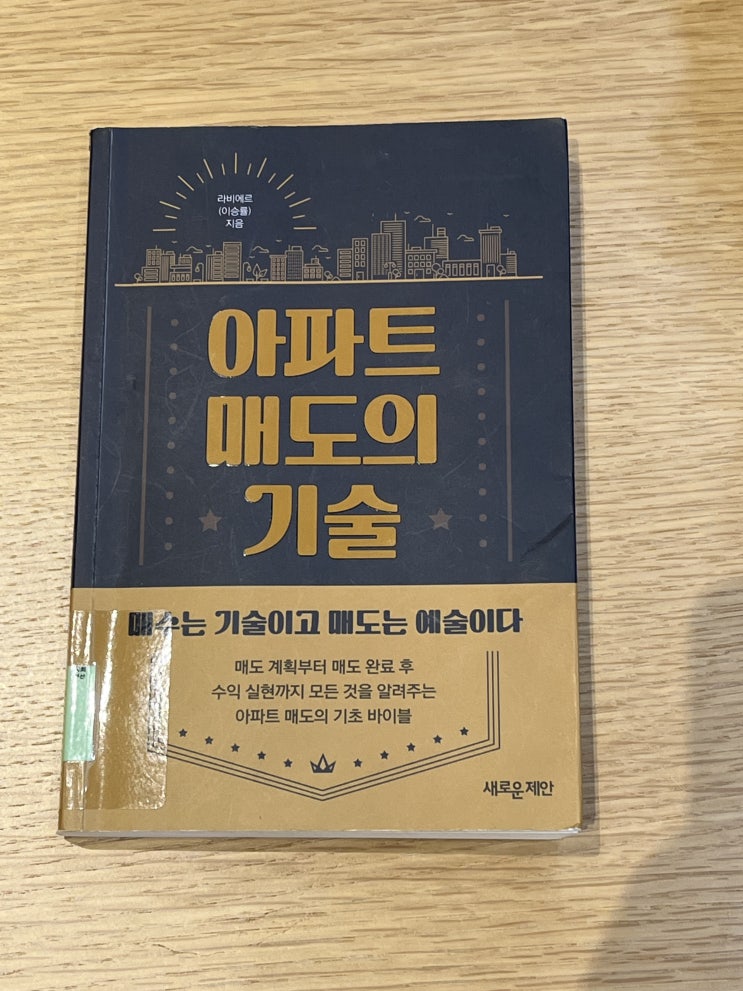 라비에르
(이승률)
지음
아파트
매도의
기술
매수는 기술이고 매도는 예술이다
매도 계획부터 매도 완료 후
수익 실현까지 모든 것을 알려주는
아파트 매도의 기초 바이블
새로운제안